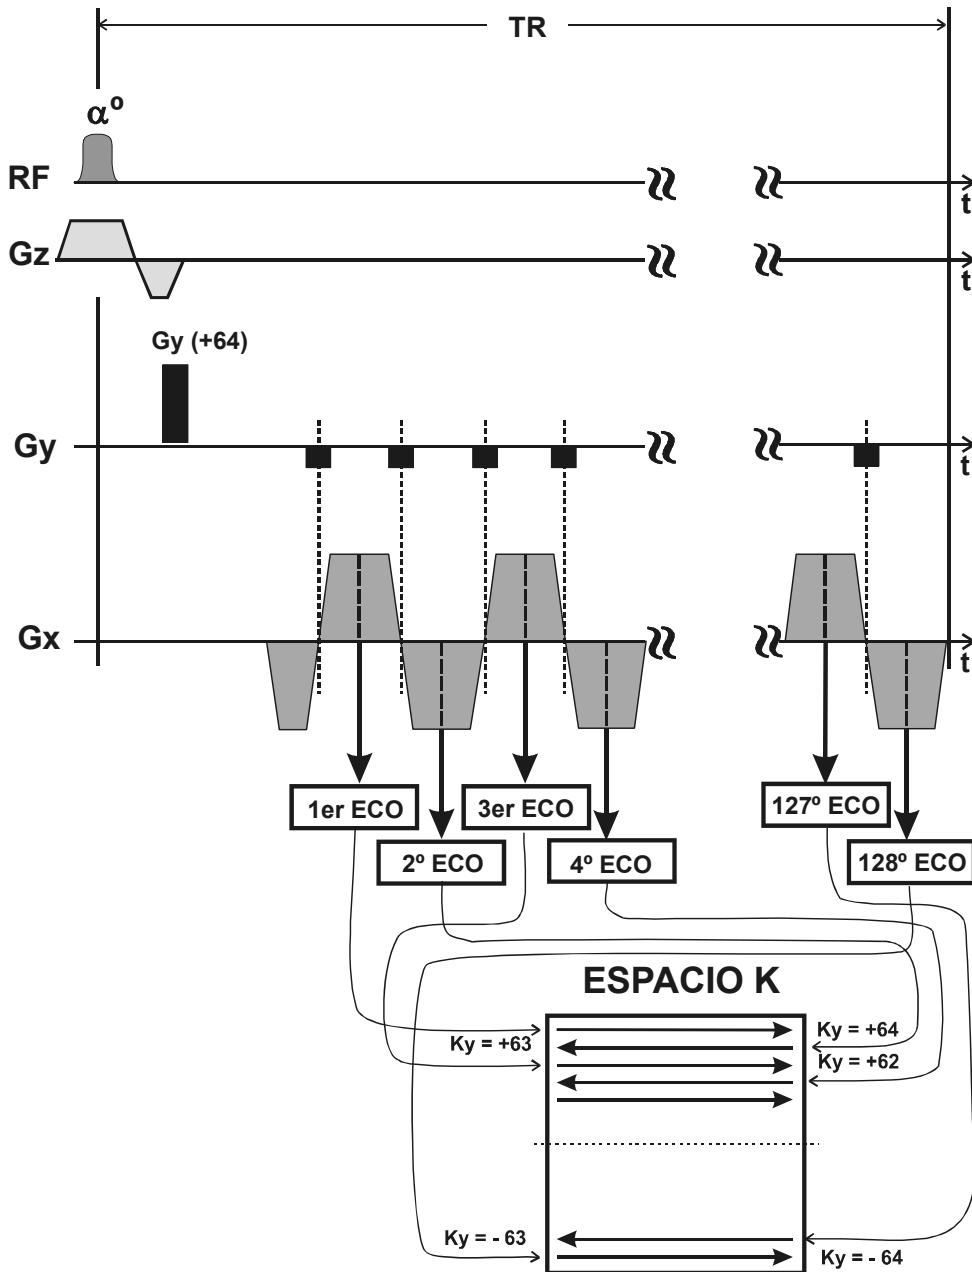 TR
αº
RF
t
Gz
t
Gy (+64)
Gy
t
Gx
t
1er ECO
3er ECO
127º ECO
2º ECO
4º ECO
128º ECO
ESPACIO K
Ky = +64
Ky = +63
Ky = +62
Ky = - 63
Ky = - 64